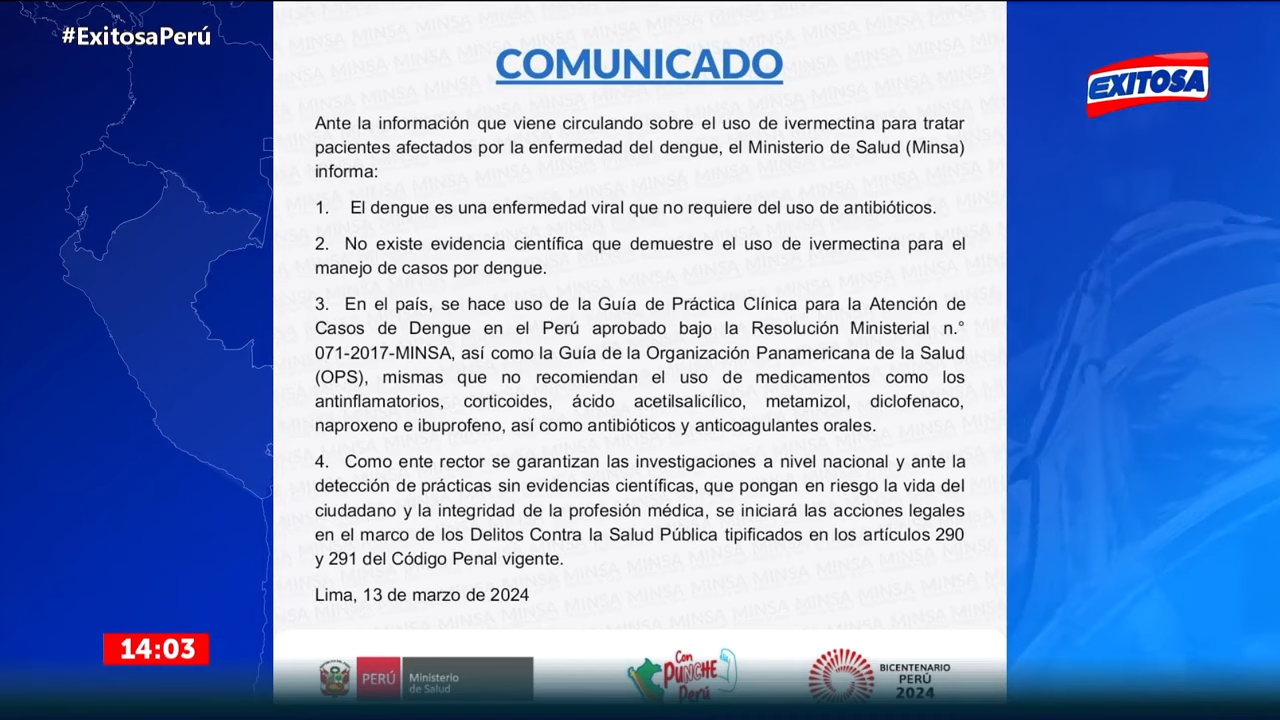 #ExitosaPerú
EXITOSA
COMUNICADO
Ante la información que viene circulando sobre el uso de ivermectina para tratar
pacientes afectados por la enfermedad del dengue, el Ministerio de Salud (Minsa)
informa:
1. El dengue es una enfermedad viral que no requiere del uso de antibióticos.
2. No existe evidencia científica que demuestre el uso de ivermectina para el
manejo de casos por dengue.
3. En el país, se hace uso de la Guía de Práctica Clínica para la Atención de
Casos de Dengue en el Perú aprobado bajo la Resolución Ministerial n.°
071-2017-MINSA, así como la Guía de la Organización Panamericana de la Salud
(OPS), mismas que no recomiendan el uso de medicamentos como los
antinflamatorios, corticoides, ácido acetilsalicílico, metamizol, diclofenaco,
naproxeno e ibuprofeno, así como antibióticos y anticoagulantes orales.
4. Como ente rector se garantizan las investigaciones a nivel nacional y ante la
detección de prácticas sin evidencias científicas, que pongan en riesgo la vida del
ciudadano y la integridad de la profesión médica, se iniciará las acciones legales
en el marco de los Delitos Contra la Salud Pública tipificados en los artículos 290
y 291 del Código Penal vigente.
Lima, 13 de marzo de 2024
14:03
PERÚ
Ministerio
de Salud
Con
PUNCHE
Perú
BICENTENARIO
PERÚ
2024